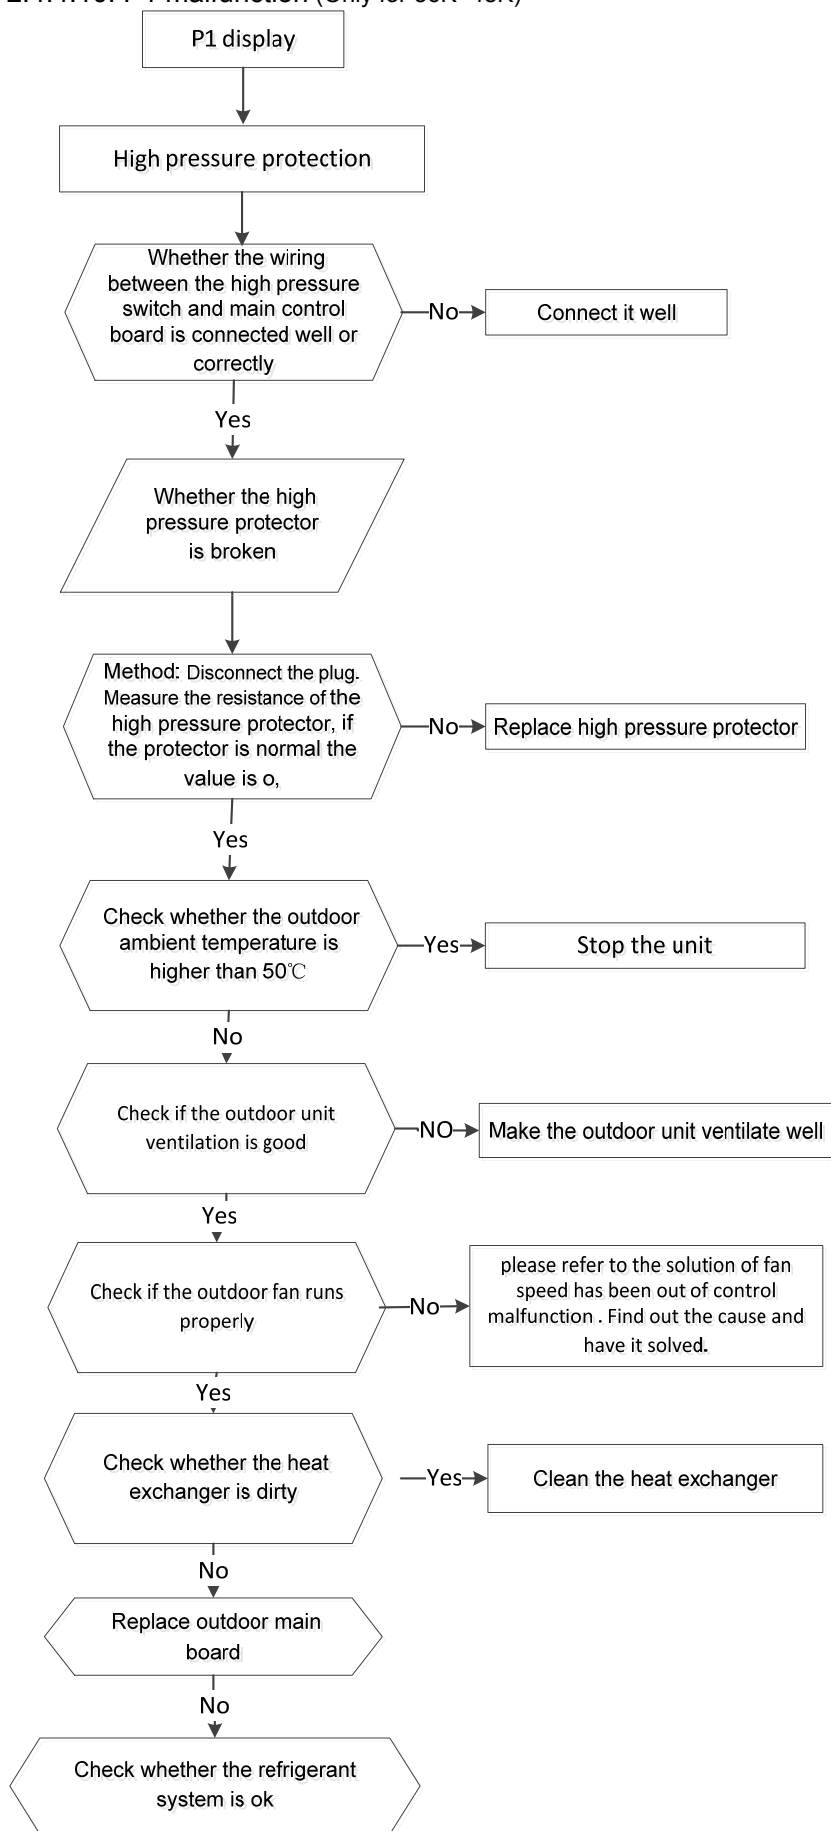 malfunction (Only for
P1 display
High pressure protection
Whether the wiring
between the high pressure
switch and main control
board is connected well or
correctly
No
Connect it well
Yes
Whether the high
pressure protector
is broken
Method: Disconnect the plug.
Measure the resistance of the
high pressure protector, if
the protector is normal the
value is o,
No
Replace high pressure protector
Yes
Check whether the outdoor
ambient temperature is
higher than 50℃
Yes
Stop the unit
No
Check if the outdoor unit
ventilation is good
NO
Make the outdoor unit ventilate well
Yes
Check if the outdoor fan runs
properly
No
please refer to the solution of fan
speed has been out of control
malfunction . Find out the cause and
have it solved.
Yes
Check whether the heat
exchanger is dirty
Yes
Clean the heat exchanger
No
Replace outdoor main
board
No
Check whether the refrigerant
system is ok